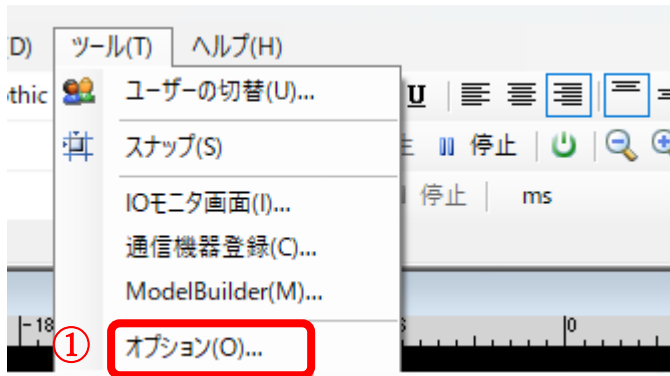 D) ツール(T) ヘルプ(H)
thic ユーザーの切替(U)... U
スナップ(S) 停止
IOモニタ画面(I)... 停止 ms
通信機器登録(C)...
ModelBuilder(M)...
-18 0
① オプション(O)...